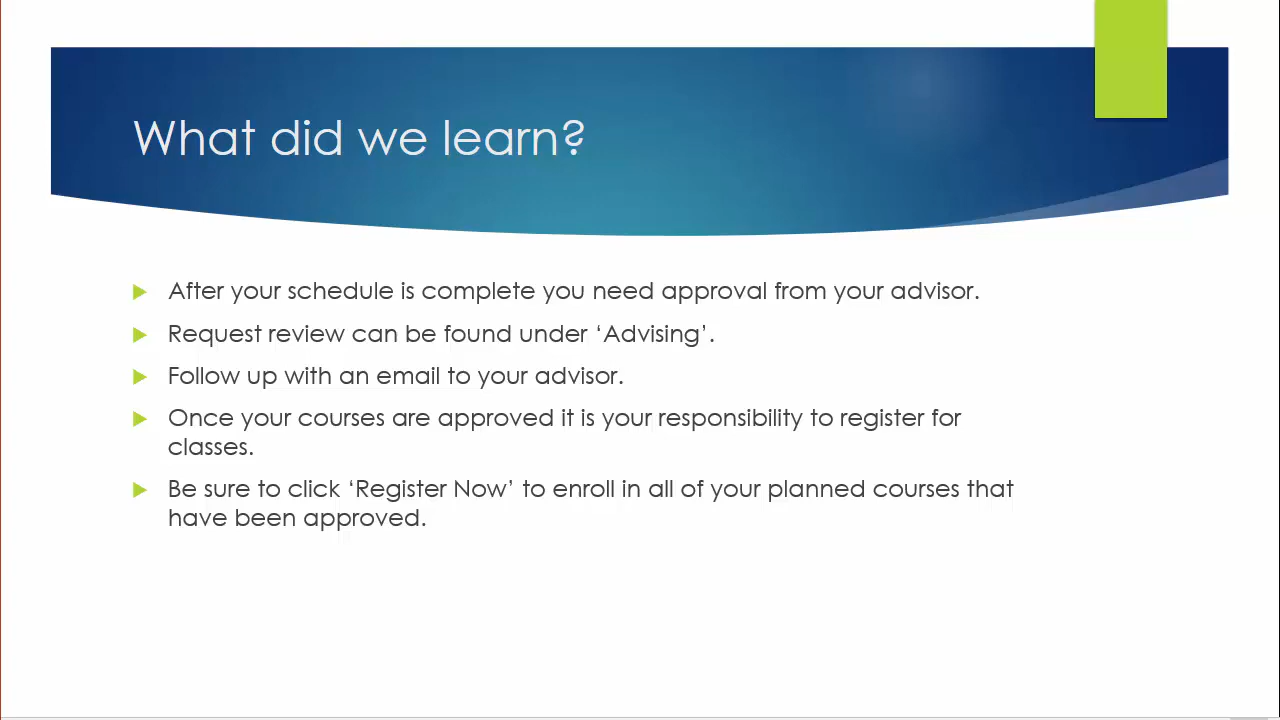 What did we learn?
After your schedule is complete you need approval from your advisor.
Request review can be found under ‘Advising’.
Follow up with an email to your advisor.
Once your courses are approved it is your responsibility to register for
classes.
Be sure to click ‘Register Now’ to enroll in all of your planned courses that
have been approved.